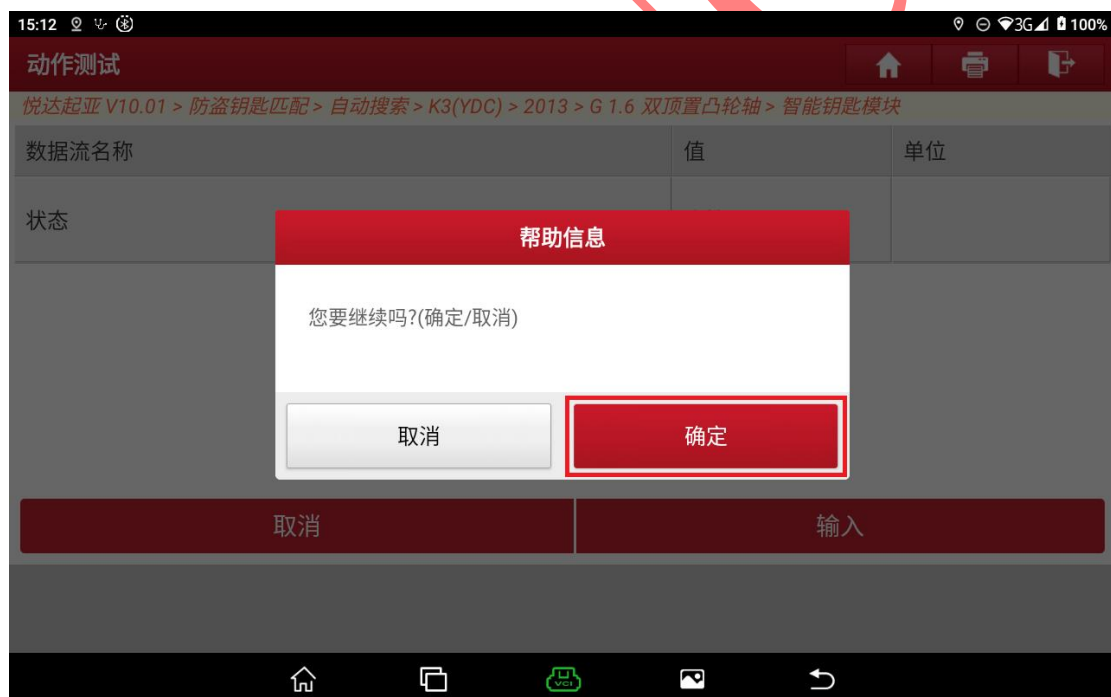 15:12 3G 100%
动作测试
悦达起亚 V10.01 > 防盗钥匙匹配 > 自动搜索 > K3(YDC) > 2013 > G 1.6 双顶置凸轮轴 > 智能钥匙模块
数据流名称 值 单位
状态
帮助信息
您要继续吗?(确定/取消)
取消 确定
取消 输入
VCI